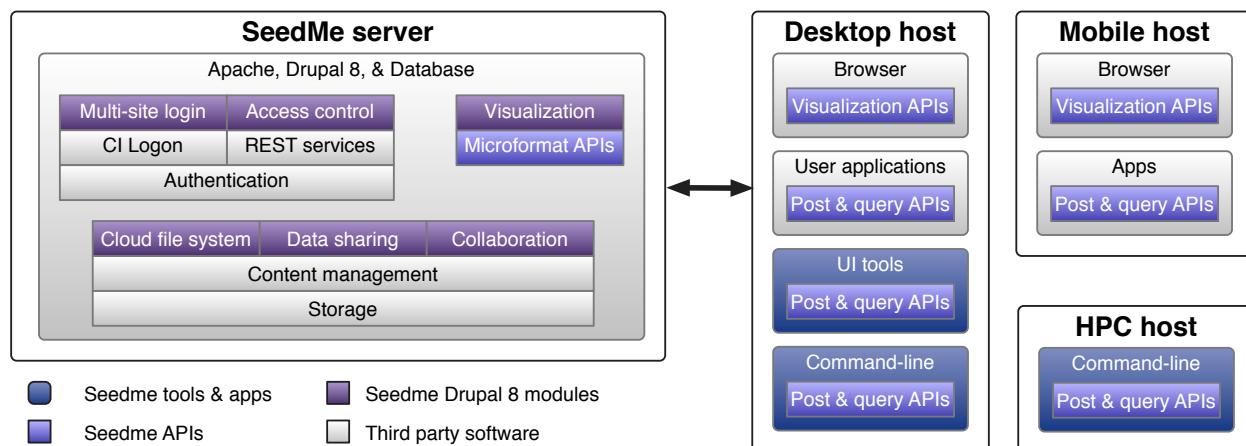 SeedMe server
Apache, Drupal 8, & Database
Multi-site login
Access control
CI Logon
REST services
Authentication
Visualization
Microformat APIs
Cloud file system
Data sharing
Collaboration
Content management
Storage
Desktop host
Browser
Visualization APIs
User applications
Post & query APIs
UI tools
Post & query APIs
Command-line
Post & query APIs
Mobile host
Browser
Visualization APIs
Apps
Post & query APIs
HPC host
Command-line
Post & query APIs
Seedme tools & apps
Seedme Drupal 8 modules
Seedme APIs
Third party software